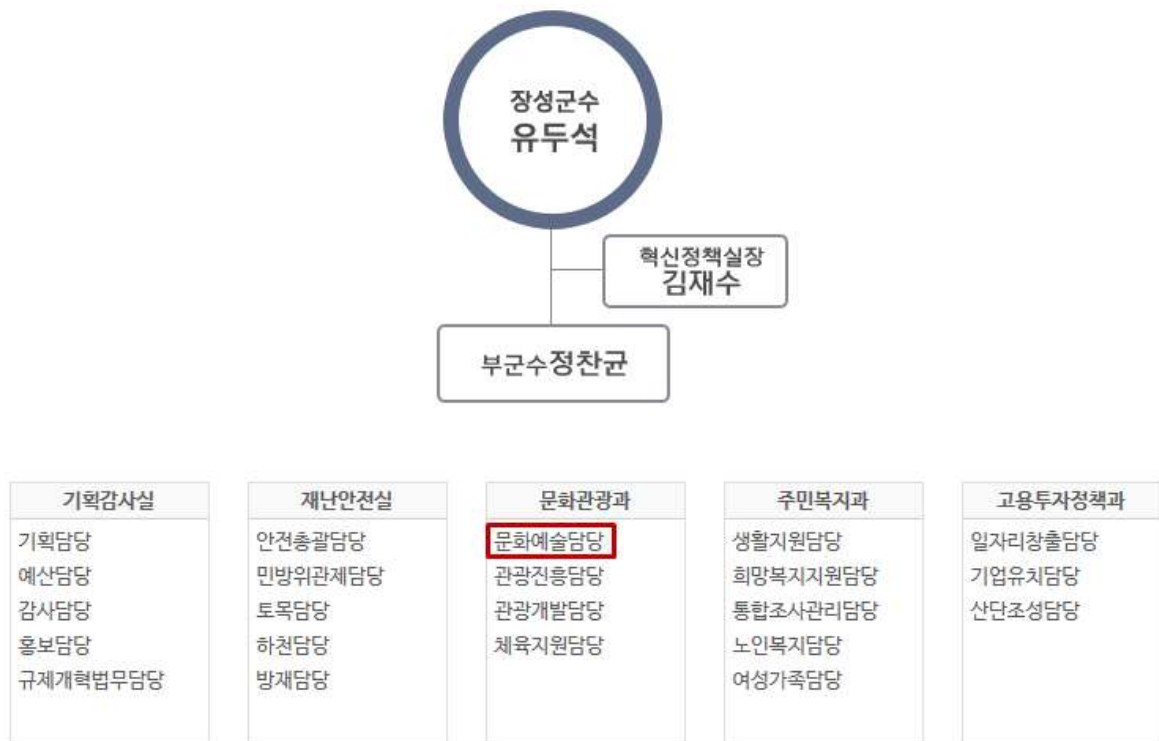 장성군수
유두석
혁신정책실장
김재수
부군수정찬균
기획감사실
기획담당
예산담당
감사담당
홍보담당
규제개혁법무담당
재난안전실
안전총괄담당
민방위관제담당
토목담당
하천담당
방재담당
문화관광과
문화예술담당
관광진흥담당
관광개발담당
체육지원담당
주민복지과
생활지원담당
희망복지지원담당
통합조사관리담당
노인복지담당
여성가족담당
고용투자정책과
일자리창출담당
기업유치담당
산단조성담당